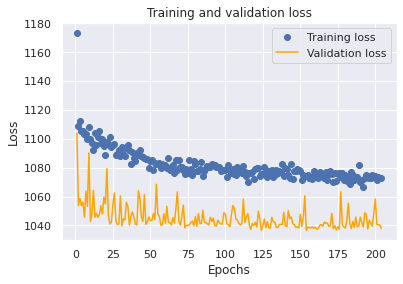 Training and validation loss
Training loss
Validation loss
Loss
1180
1160
1140
1120
1100
1080
1060
1040
0 25 50 75 100 125 150 175 200
Epochs